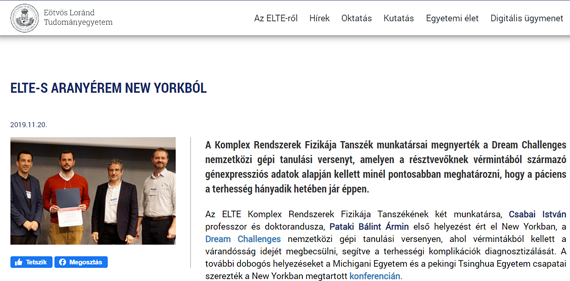 Eötvös Loránd
Tudományegyetem
Az ELTE-ről Hírek Oktatás Kutatás Egyetemi élet Digitális ügymenet
ELTE-S ARANYÉREM NEW YORKBÓL
2019.11.20.
A Komplex Rendszerek Fizikája Tanszék munkatársai megnyerték a Dream Challenges
nemzetközi gépi tanulási versenyt, amelyen a résztvevőknek vérmintából származó
génexpressziós adatok alapján kellett minél pontosabban meghatározni, hogy a páciens
a terhesség hányadik hetében jár éppen.
Az ELTE Komplex Rendszerek Fizikája Tanszékének két munkatársa, Csabai István
professzor és doktorandusza, Pataki Bálint Ármin első helyezést ért el New Yorkban, a
Dream Challenges nemzetközi gépi tanulási versenyen, ahol vérmintából kellett a
várandósság idejét megbecsülni, segítve a terhességi komplikációk diagnosztizálását. A
további dobogós helyezéseket a Michigani Egyetem és a pekingi Tsinghua Egyetem csapatai
szerezték a New Yorkban megtartott konferencián.
Tetszik Megosztás